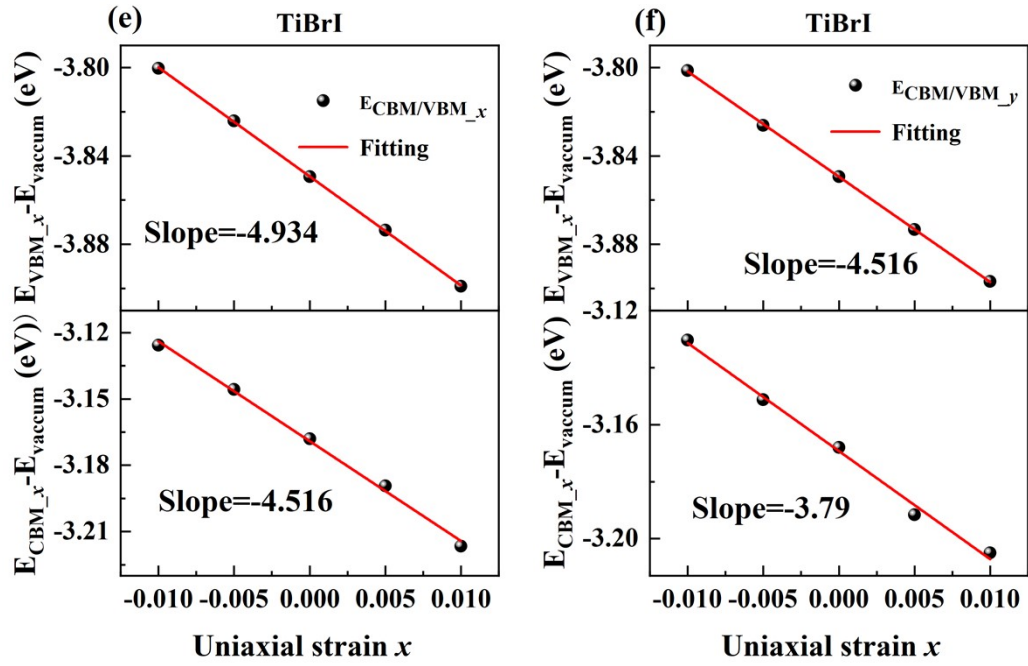 (e) TiBrI
E_VBM_x-E_vaccum (eV)
-3.80
-3.84
-3.88
E_CBM/VBM_x
Fitting
Slope=-4.934
E_CBM_x-E_vaccum (eV))
-3.12
-3.15
-3.18
-3.21
Slope=-4.516
-0.010 -0.005 0.000 0.005 0.010
Uniaxial strain x
(f) TiBrI
E_VBM_x-E_vaccum (eV)
-3.80
-3.84
-3.88
-3.12
E_CBM/VBM_y
Fitting
Slope=-4.516
E_CBM_x-E_vaccum (eV)
-3.16
-3.20
Slope=-3.79
-0.010 -0.005 0.000 0.005 0.010
Uniaxial strain x